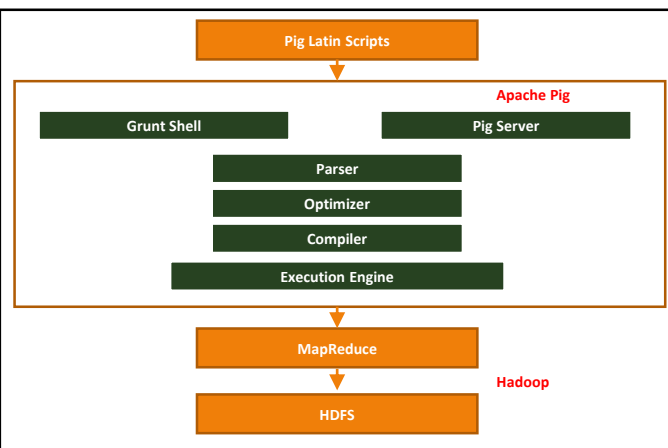 Pig Latin Scripts
Apache Pig
Grunt Shell
Pig Server
Parser
Optimizer
Compiler
Execution Engine
MapReduce
Hadoop
HDFS